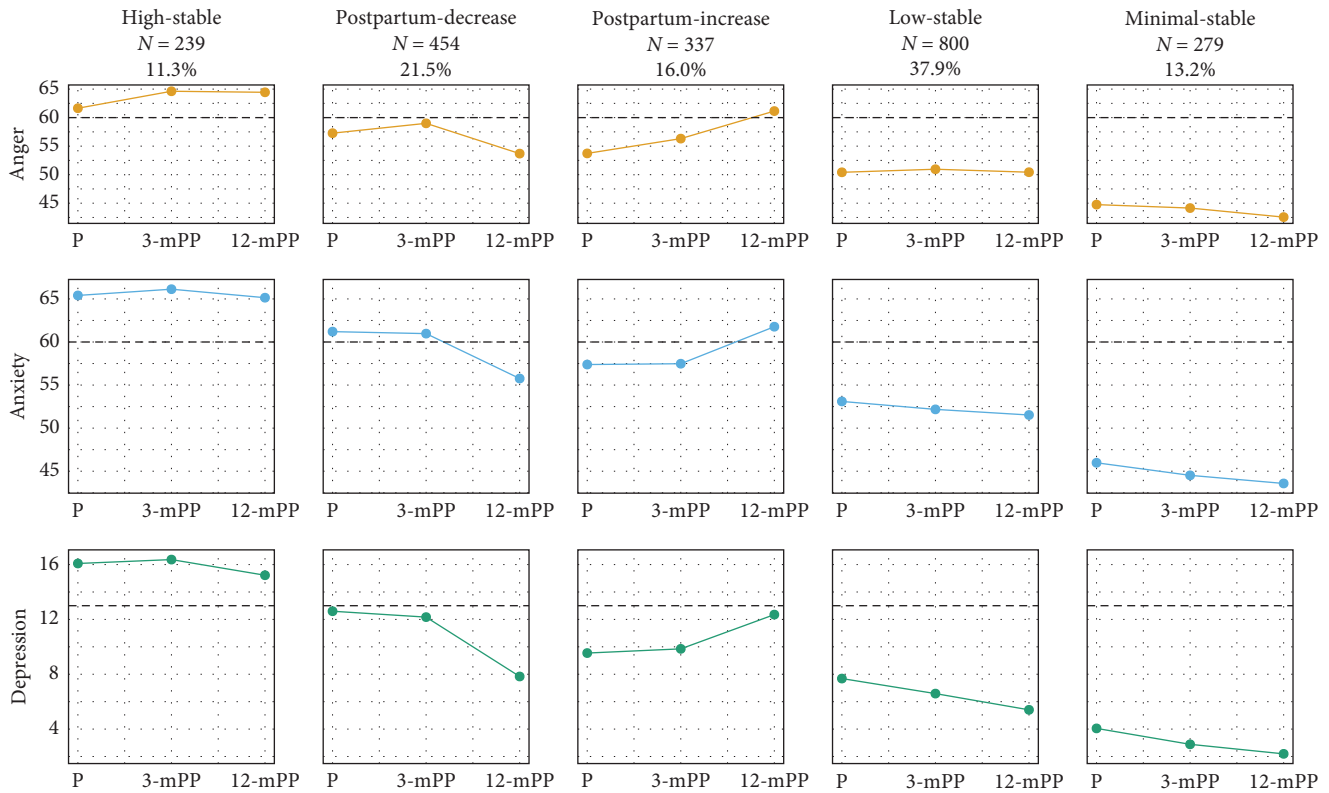 High-stable
N = 239
11.3%
Postpartum-decrease
N = 454
21.5%
Postpartum-increase
N = 337
16.0%
Low-stable
N = 800
37.9%
Minimal-stable
N = 279
13.2%
Anger
65
60
55
50
45
P 3-mPP 12-mPP
P 3-mPP 12-mPP
P 3-mPP 12-mPP
P 3-mPP 12-mPP
P 3-mPP 12-mPP
Anxiety
65
60
55
50
45
P 3-mPP 12-mPP
P 3-mPP 12-mPP
P 3-mPP 12-mPP
P 3-mPP 12-mPP
P 3-mPP 12-mPP
Depression
16
12
8
4
P 3-mPP 12-mPP
P 3-mPP 12-mPP
P 3-mPP 12-mPP
P 3-mPP 12-mPP
P 3-mPP 12-mPP